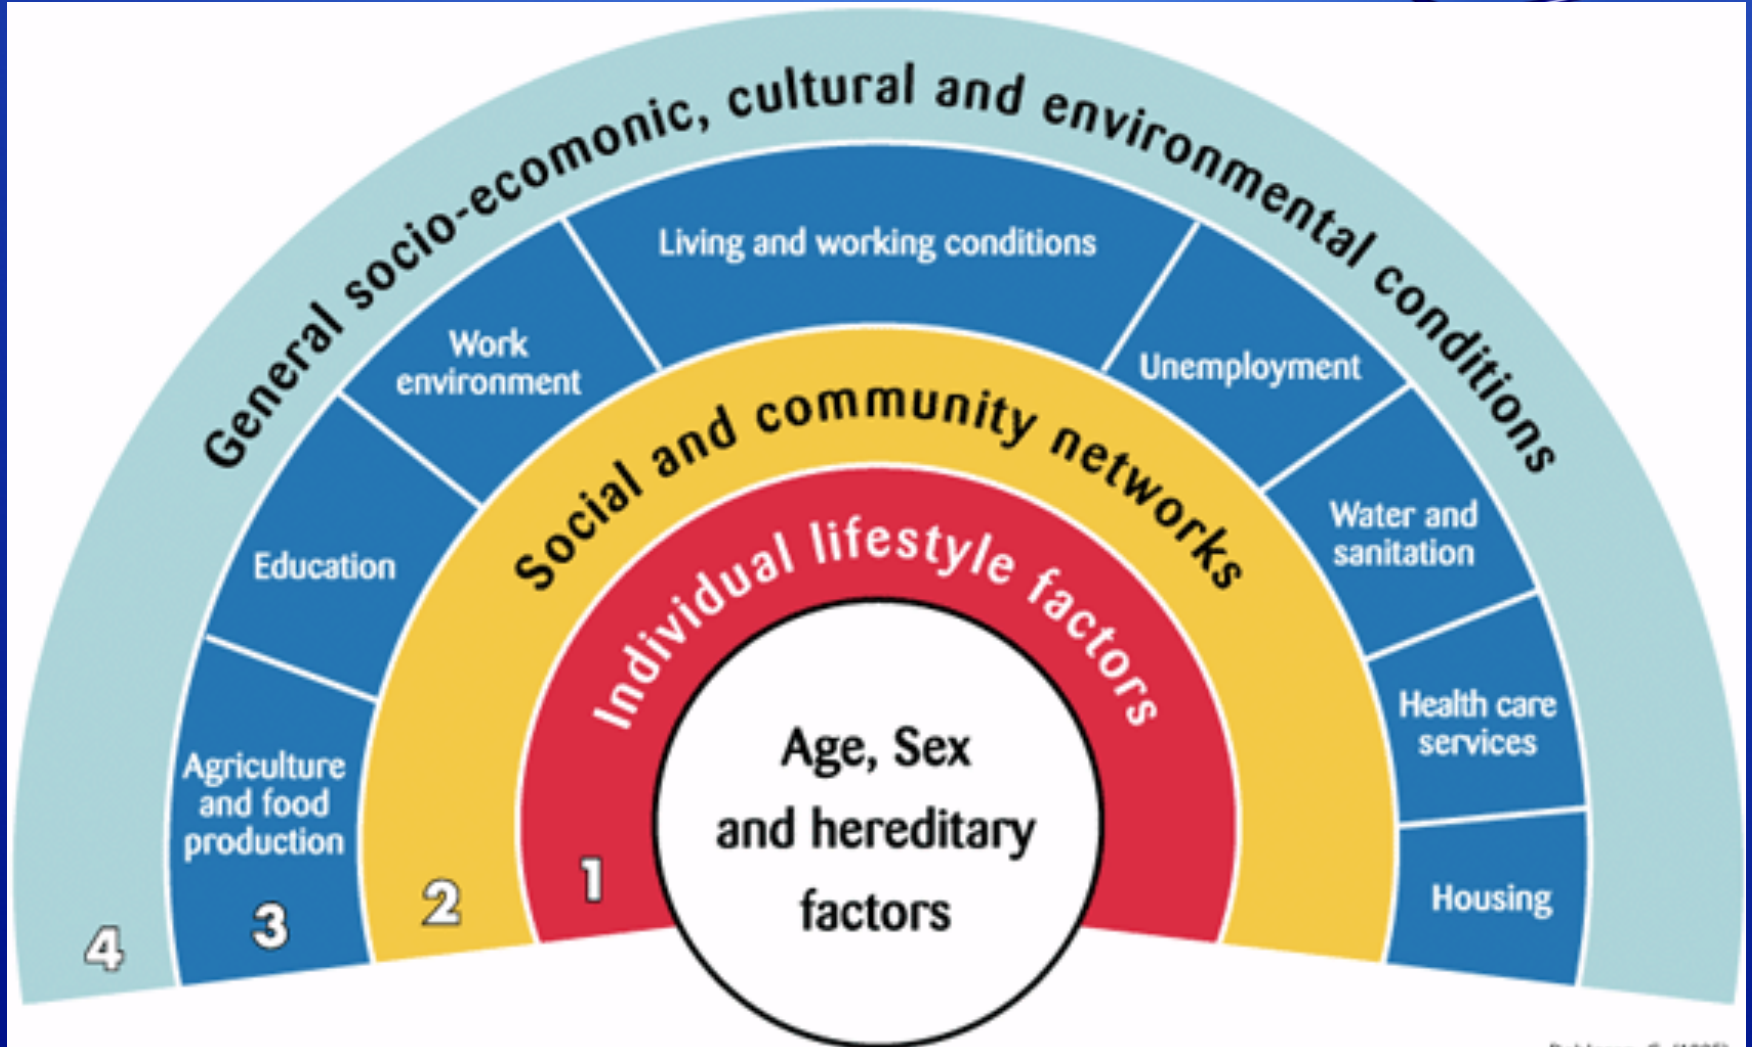 General socio-ecomonic, cultural and environmental conditions
Living and working conditions
Work
environment
Unemployment
Education
Water and
sanitation
Agriculture
and food
production
Health care
services
Housing
Social and community networks
Individual lifestyle factors
Age, Sex
and hereditary
factors
4
3
2
1